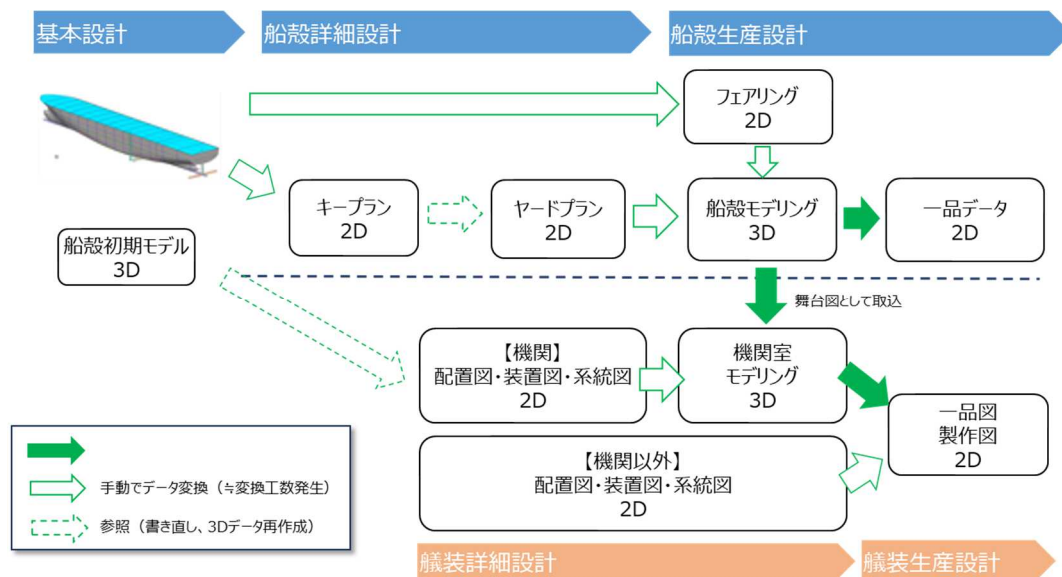 基本設計
船殻詳細設計
船殻生産設計
フェアリング
2D
キープラン
2D
ヤードプラン
2D
船殻モデリング
3D
一品データ
2D
船殻初期モデル
3D
舞台図として取込
【機関】
配置図・装置図・系統図
2D
機関室
モデリング
3D
一品図
製作図
2D
【機関以外】
配置図・装置図・系統図
2D
手動でデータ変換（≒変換工数発生）
参照（書き直し、3Dデータ再作成）
艤装詳細設計
艤装生産設計